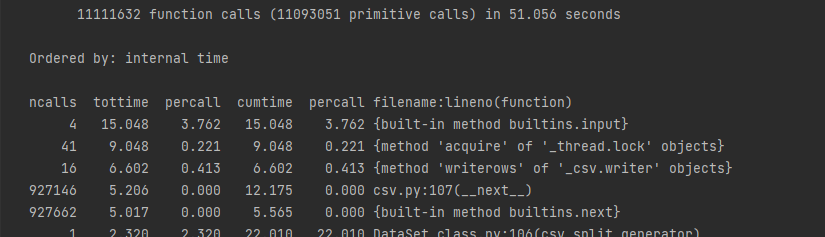 11111632 function calls (11093051 primitive calls) in 51.056 seconds
Ordered by: internal time
ncalls tottime percall cumtime percall filename:lineno(function)
4 15.048 3.762 15.048 3.762 {built-in method builtins.input}
41 9.048 0.221 9.048 0.221 {method 'acquire' of '_thread.lock' objects}
16 6.602 0.413 6.602 0.413 {method 'writerows' of '_csv.writer' objects}
927146 5.206 0.000 12.175 0.000 csv.py:107(__next__)
927662 5.017 0.000 5.565 0.000 {built-in method builtins.next}
1 2.320 2.320 22.010 22.010 DataSet_class.py:106(csv_split_generator)